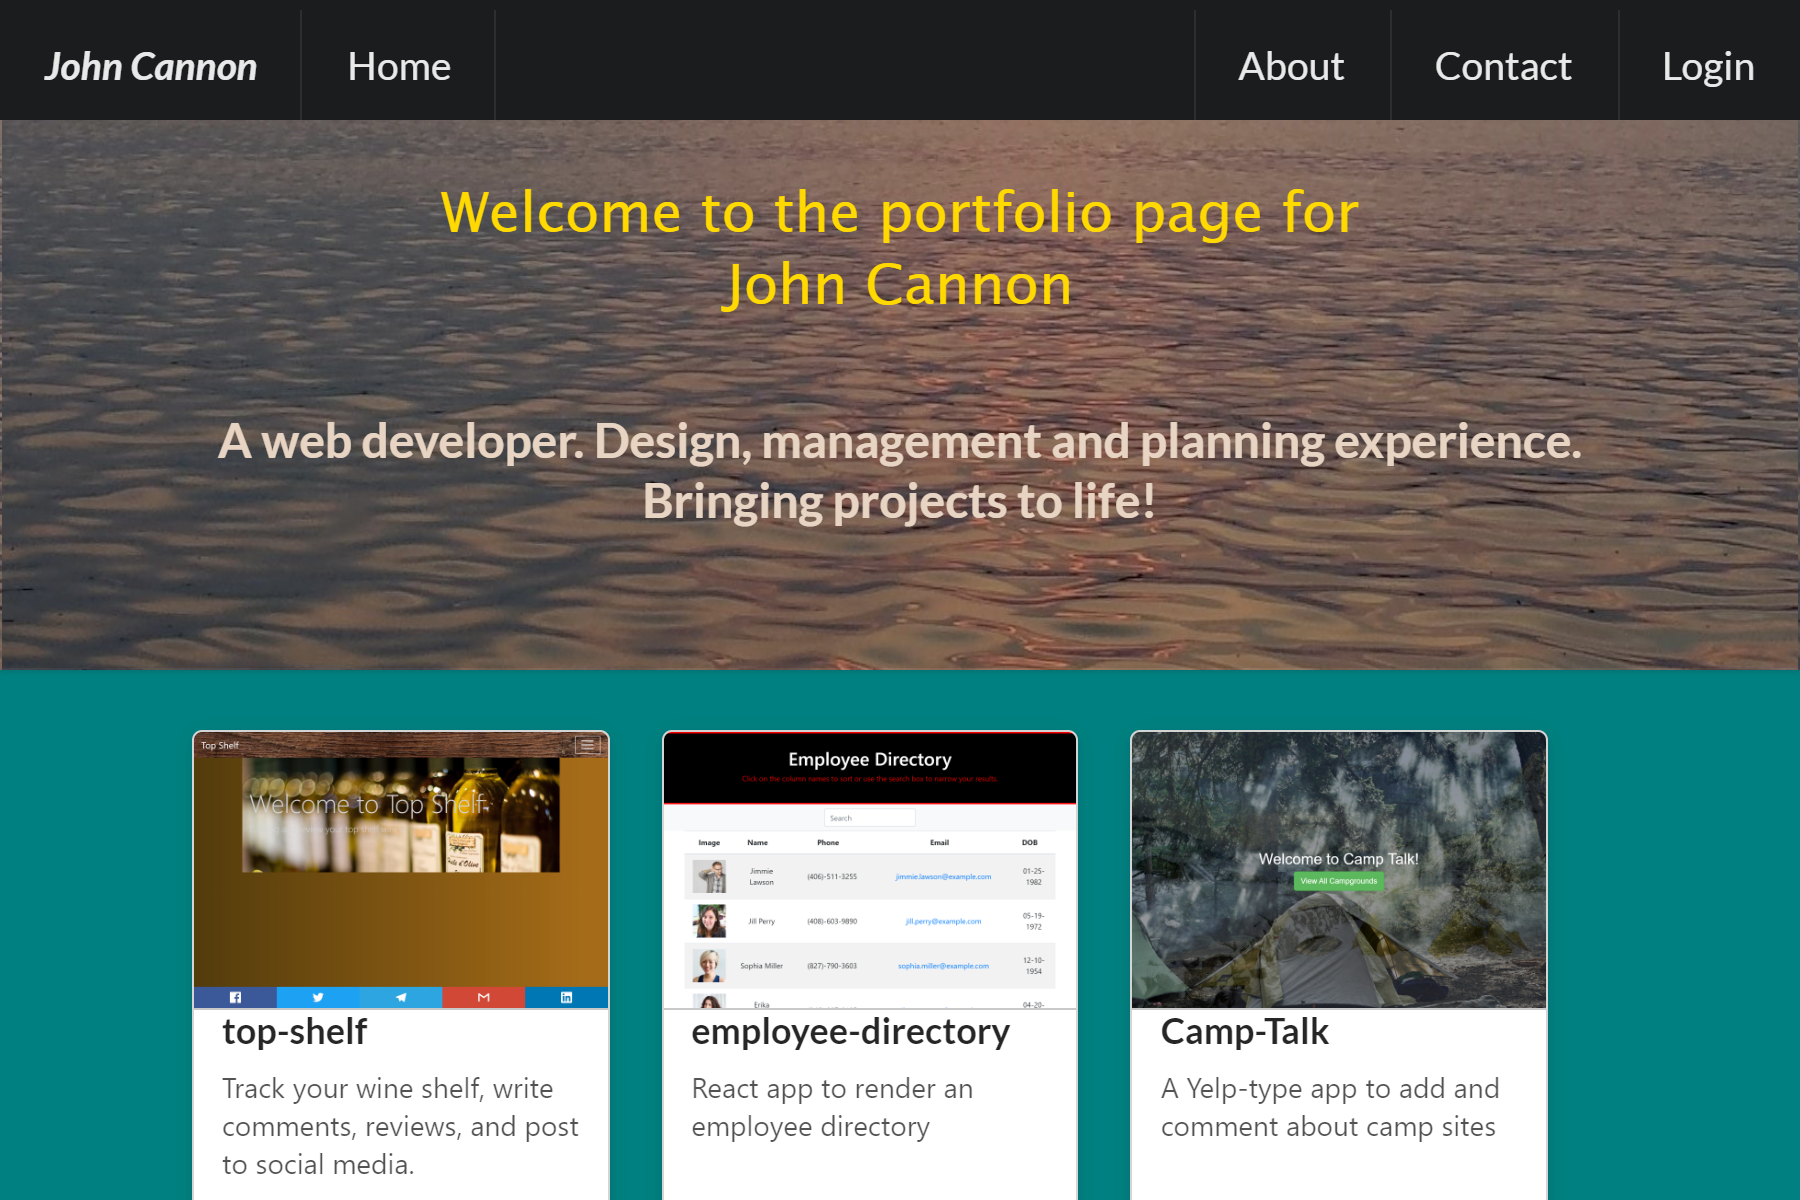 John Cannon
Home
About
Contact
Login
Welcome to the portfolio page for
John Cannon
A web developer. Design, management and planning experience.
Bringing projects to life!
Top Shelf
Welcome to Top Shelf
your top shelf
Employee Directory
Click on the column names to sort or use the search box to narrow your results
Search
Image Name Phone Email DOB
Jimmie Lawson (406)-511-3255 jimmie.lawson@example.com 01-25-1982
Jill Perry (408)-603-9890 jill.perry@example.com 05-19-1972
Sophia Miller (827)-790-3603 sophia.miller@example.com 12-10-1954
Erika 04-20-
Welcome to Camp Talk!
View All Campgrounds
top-shelf
Track your wine shelf, write
comments, reviews, and post
to social media.
employee-directory
React app to render an
employee directory
Camp-Talk
A Yelp-type app to add and
comment about camp sites